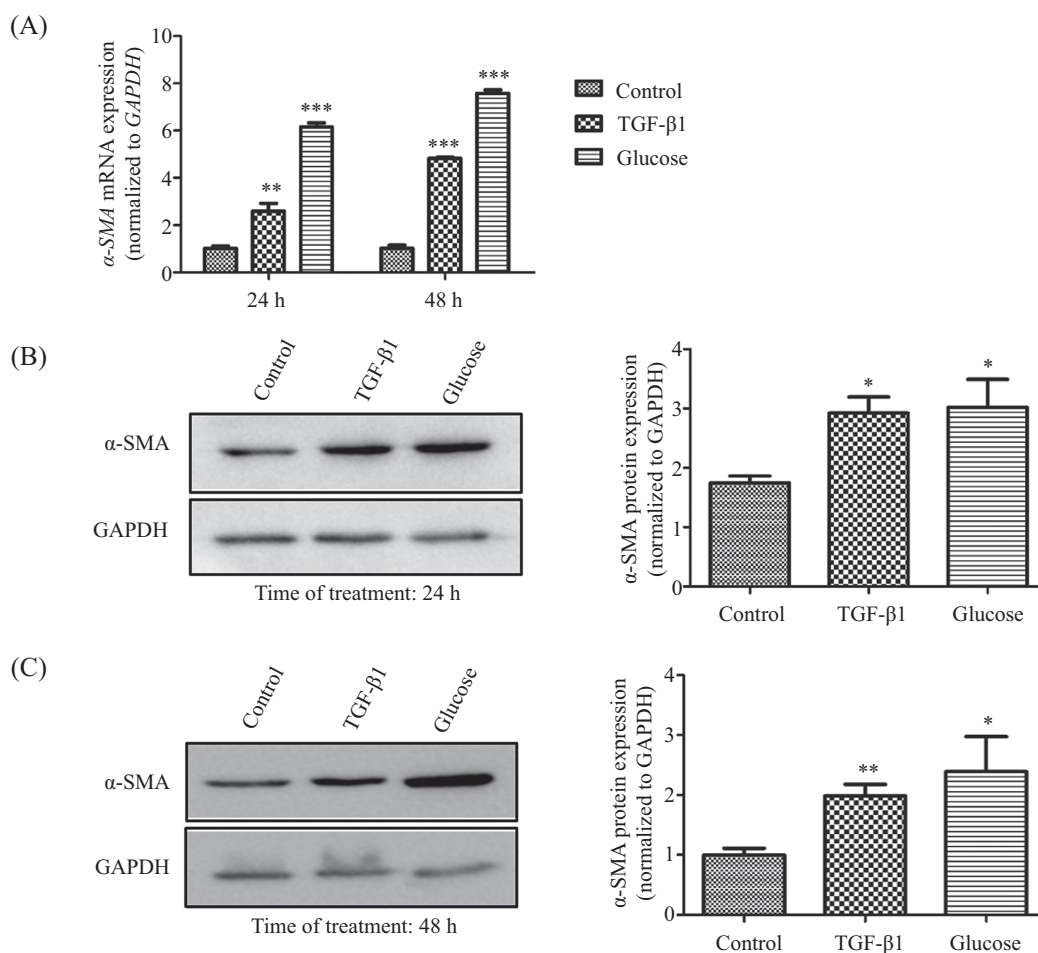 (A)
α-SMA mRNA expression
(normalized to GAPDH)
10
8
6
4
2
0
**
***
***
***
24 h
48 h
Control
TGF-β1
Glucose
(B)
Control
TGF-β1
Glucose
α-SMA
GAPDH
Time of treatment: 24 h
α-SMA protein expression
(normalized to GAPDH)
4
3
2
1
0
*
*
Control
TGF-β1
Glucose
(C)
Control
TGF-β1
Glucose
α-SMA
GAPDH
Time of treatment: 48 h
α-SMA protein expression
(normalized to GAPDH)
4
3
2
1
0
**
*
Control
TGF-β1
Glucose